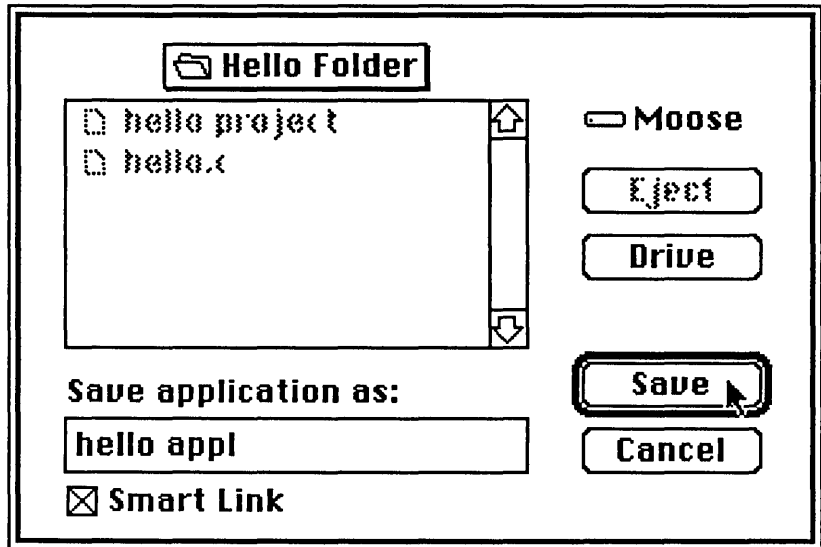 Hello Folder
hello project
hello.c
Moose
Eject
Drive
Save application as:
hello appl
Smart Link
Save
Cancel